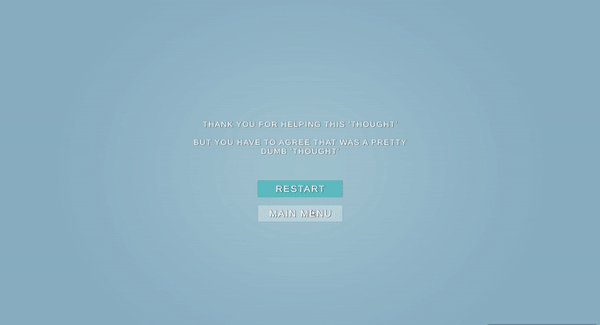 THANK YOU FOR HELPING THIS 'THOUGHT'
BUT YOU HAVE TO AGREE THAT WAS A PRETTY
DUMB 'THOUGHT'
RESTART
MAIN MENU